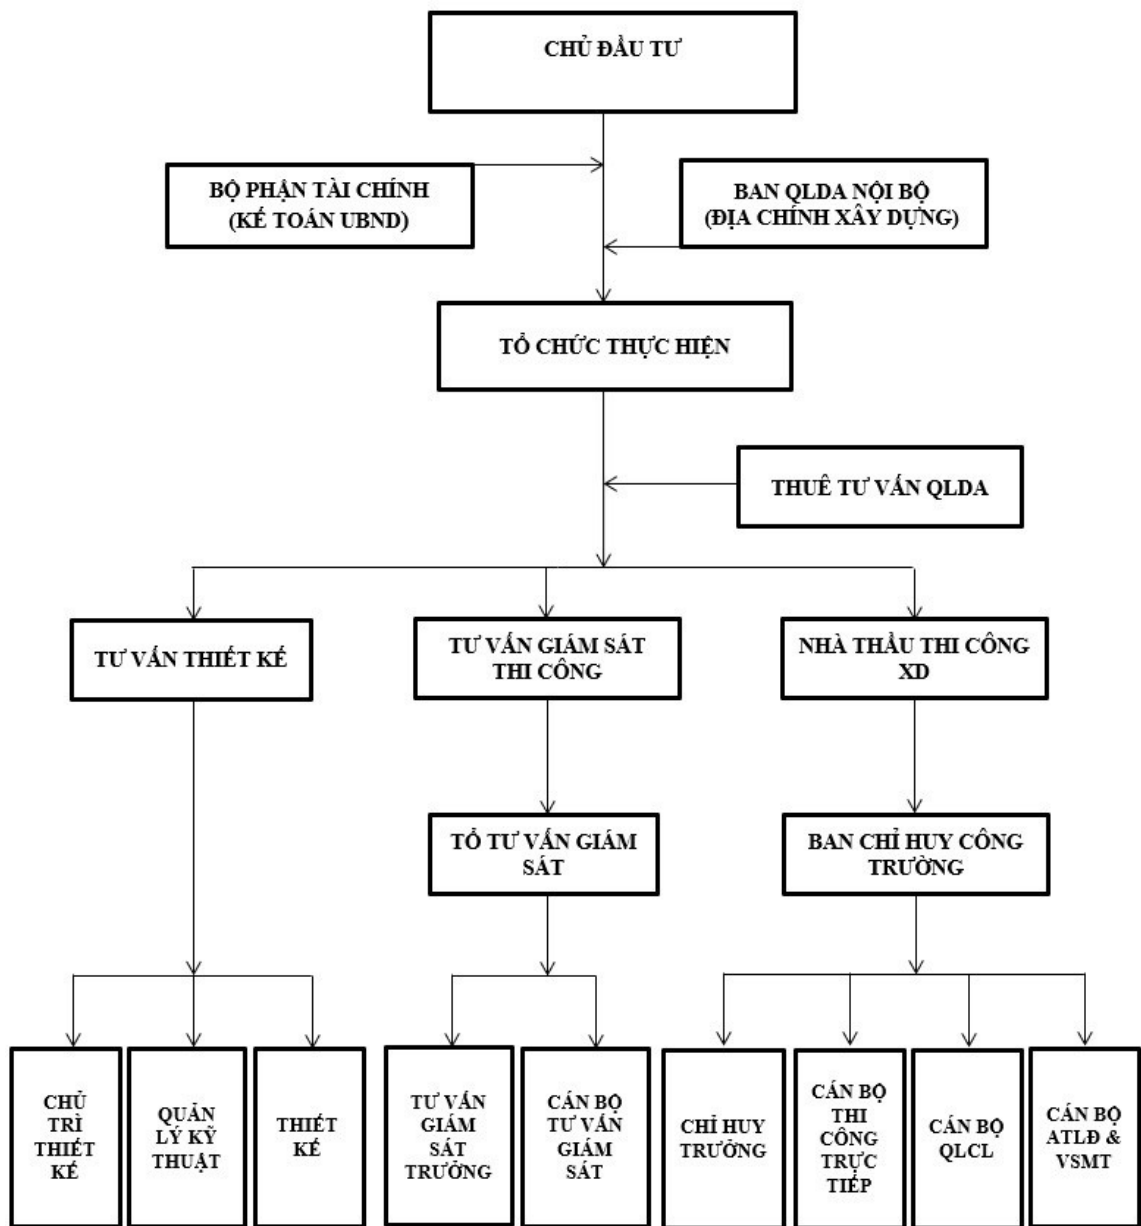 CHỦ ĐẦU TƯ
BỘ PHẬN TÀI CHÍNH
(KẾ TOÁN UBND)
BAN QLDA NỘI BỘ
(ĐỊA CHÍNH XÂY DỰNG)
TỔ CHỨC THỰC HIỆN
THUÊ TƯ VẤN QLDA
TƯ VẤN THIẾT KẾ
TƯ VẤN GIÁM SÁT
THI CÔNG
NHÀ THẦU THI CÔNG
XD
TỔ TƯ VẤN GIÁM
SÁT
BAN CHỈ HUY CÔNG
TRƯỜNG
CHỦ
TRÌ
THIẾT
KẾ
QUẢN
LÝ KỸ
THUẬT
THIẾT
KẾ
TƯ VẤN
GIÁM
SÁT
TRƯỞNG
CÁN BỘ
TƯ VẤN
GIÁM
SÁT
CHỈ HUY
TRƯỞNG
CÁN BỘ
THI
CÔNG
TRỰC
TIẾP
CÁN BỘ
QLCL
CÁN BỘ
ATLĐ &
VSMT